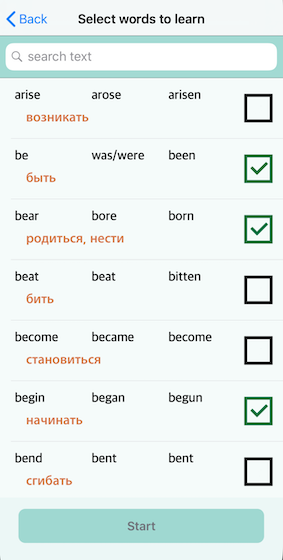 Back Select words to learn
search text
arise arose arisen
возникать
be was/were been
быть
bear bore born
родиться, нести
beat beat bitten
бить
become became become
становиться
begin began begun
начинать
bend bent bent
сгибать
Start